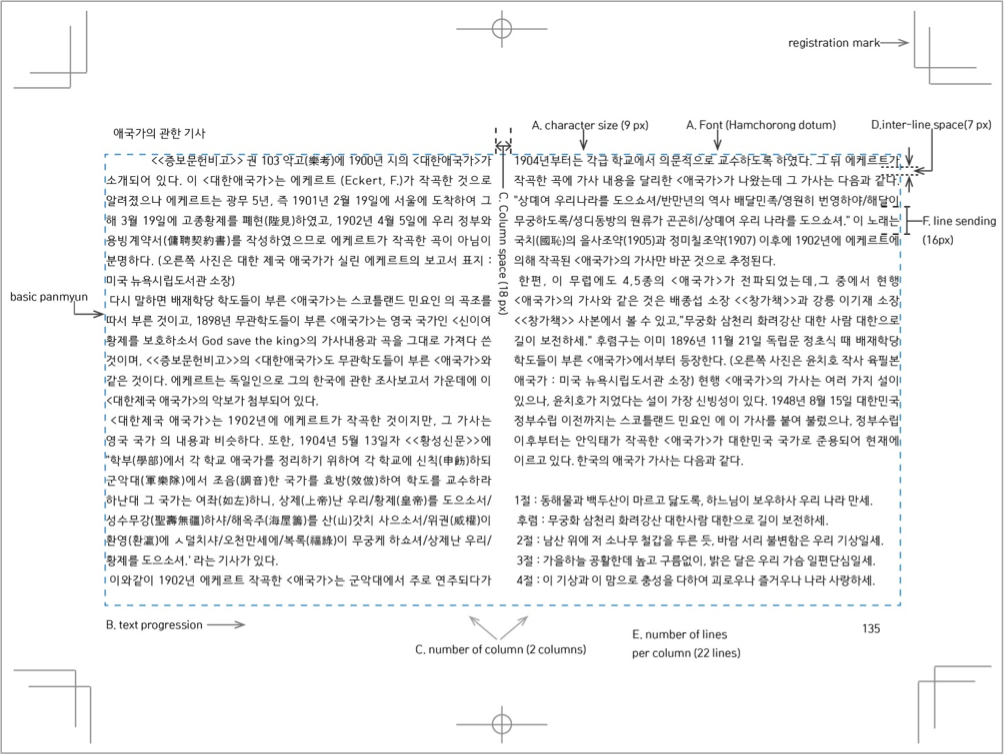 registration mark
A. character size (9 px)
A. Font (Hamchorong dotum)
D.inter-line space(7 px)
애국가의 관한 기사
<<증보문헌비고>> 권 103 악고(樂考)에 1900년 시의 <대한애국가>가
소개되어 있다. 이 <대한애국가>는 에케르트 (Eckert, F.)가 작곡한 것으로
알려졌으나 에케르트는 광무 5년, 즉 1901년 2월 19일에 서울에 도착하여 그
해 3월 19일에 고종황제를 폐현(陛見)하였고, 1902년 4월 5일에 우리 정부와
용빙계약서(傭聘契約書)를 작성하였으므로 에케르트가 작곡한 곡이 아님이
분명하다. (오른쪽 사진은 대한 제국 애국가가 실린 에케르트의 보고서 표지 :
미국 뉴욕시립도서관 소장)
다시 말하면 배재학당 학도들이 부른 <애국가>는 스코틀랜드 민요인 의 곡조를
따서 부른 것이고, 1898년 무관학도들이 부른 <애국가>는 영국 국가인 <신이여
황제를 보호하소서 God save the king>의 가사내용과 곡을 그대로 가져다 쓴
것이며, <<증보문헌비고>>의 <대한애국가>도 무관학도들이 부른 <애국가>와
같은 것이다. 에케르트는 독일인으로 그의 한국에 관한 조사보고서 가운데에 이
<대한제국 애국가>의 악보가 첨부되어 있다.
<대한제국 애국가>는 1902년에 에케르트가 작곡한 것이지만, 그 가사는
영국 국가 의 내용과 비슷하다. 또한, 1904년 5월 13일자 <<황성신문>>에
"학부(學部)에서 각 학교 애국가를 정리하기 위하여 각 학교에 신칙(申飭)하되
군악대(軍樂隊)에서 조음(調音)한 국가를 효방(效倣)하여 학도를 교수하라
하난대 그 국가는 여좌(如左)하니, 상제(上帝)난 우리/황제(皇帝)를 도으소서/
성수무강(聖壽無疆)하샤/해옥주(海屋籌)를 산(山)갓치 사으소서/위권(威權)이
환영(寰瀛)에 ㅅ덜치샤/오천만세에/복록(福祿)이 무궁케 하쇼셔/상제난 우리/
황제를 도으소서.' 라는 기사가 있다.
이와같이 1902년 에케르트 작곡한 <애국가>는 군악대에서 주로 연주되다가
1904년부터는 각급 학교에서 의문적으로 교수하도록 하였다. 그 뒤 에케르트가
작곡한 곡에 가사 내용을 달리한 <애국가>가 나왔는데 그 가사는 다음과 같다.
"상뎨여 우리나라를 도으쇼셔/반만년의 역사 배달민족/영원히 번영하야/해달이
무궁하도록/성디동방의 원류가 곤곤히/상뎨여 우리 나라를 도으쇼셔." 이 노래는
국치(國恥)의 을사조약(1905)과 정미칠조약(1907) 이후에 1902년에 에케르트에
의해 작곡된 <애국가>의 가사만 바꾼 것으로 추정된다.
한편, 이 무렵에도 4,5종의 <애국가>가 전파되었는데,그 중에서 현행
<애국가>의 가사와 같은 것은 배종섭 소장 <<창가책>>과 강릉 이기재 소장
<<창가책>> 사본에서 볼 수 있고,"무궁화 삼천리 화려강산 대한 사람 대한으로
길이 보전하세." 후렴구는 이미 1896년 11월 21일 독립문 정초식 때 배재학당
학도들이 부른 <애국가>에서부터 등장한다. (오른쪽 사진은 윤치호 작사 육필본
애국가 : 미국 뉴욕시립도서관 소장) 현행 <애국가>의 가사는 여러 가지 설이
있으나, 윤치호가 지었다는 설이 가장 신빙성이 있다. 1948년 8월 15일 대한민국
정부수립 이전까지는 스코틀랜드 민요인 에 이 가사를 붙여 불렀으나, 정부수립
이후부터는 안익태가 작곡한 <애국가>가 대한민국 국가로 준용되어 현재에
이르고 있다. 한국의 애국가 가사는 다음과 같다.
1절 : 동해물과 백두산이 마르고 닳도록, 하느님이 보우하사 우리 나라 만세.
후렴 : 무궁화 삼천리 화려강산 대한사람 대한으로 길이 보전하세.
2절 : 남산 위에 저 소나무 철갑을 두른 듯, 바람 서리 불변함은 우리 기상일세.
3절 : 가을하늘 공활한데 높고 구름없이, 밝은 달은 우리 가슴 일편단심일세.
4절 : 이 기상과 이 맘으로 충성을 다하여 괴로우나 즐거우나 나라 사랑하세.
C. Column space (18 px)
F. line sending
(16px)
basic panmyun
B. text progression
C. number of column (2 columns)
E. number of lines
per column (22 lines)
135